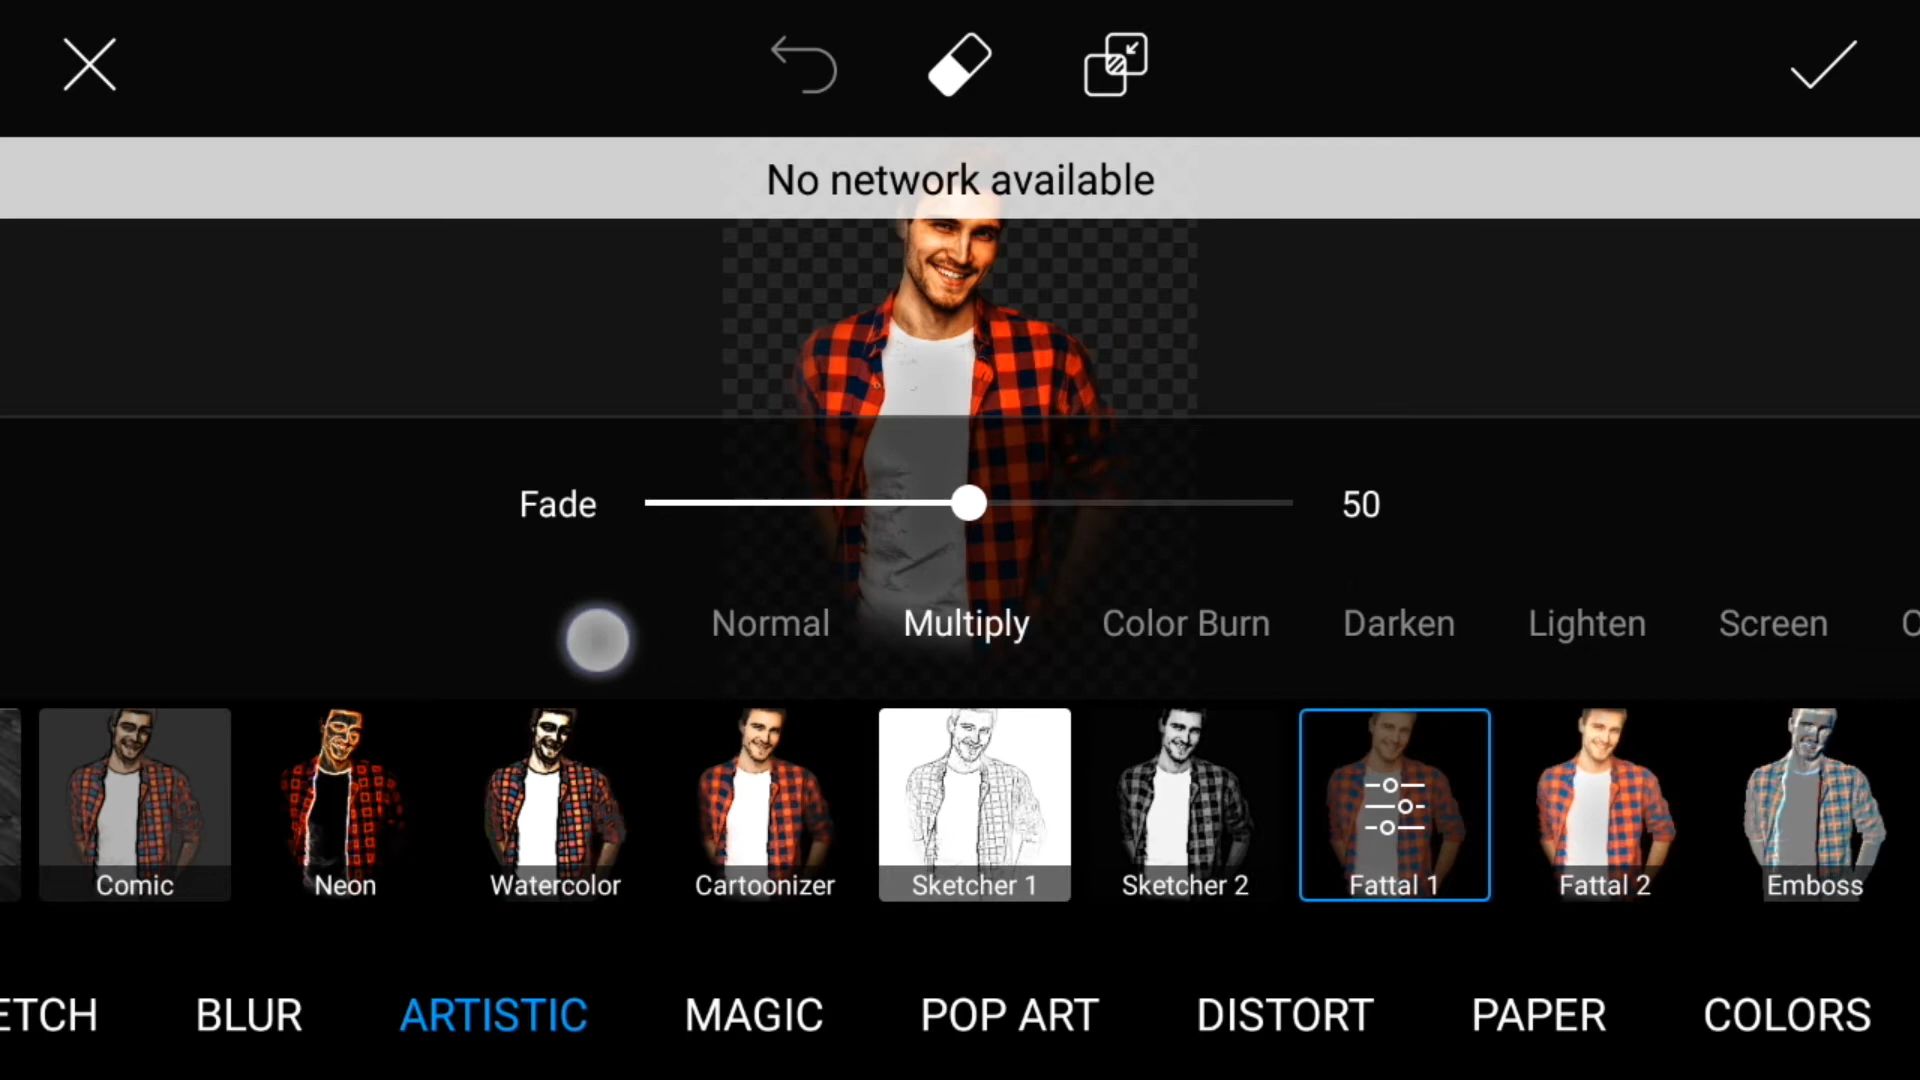 No network available
Fade 50
Normal Multiply Color Burn Darken Lighten Screen
Comic Neon Watercolor Cartoonizer Sketcher 1 Sketcher 2 Fattal 1 Fattal 2 Emboss
ETCH BLUR ARTISTIC MAGIC POP ART DISTORT PAPER COLORS